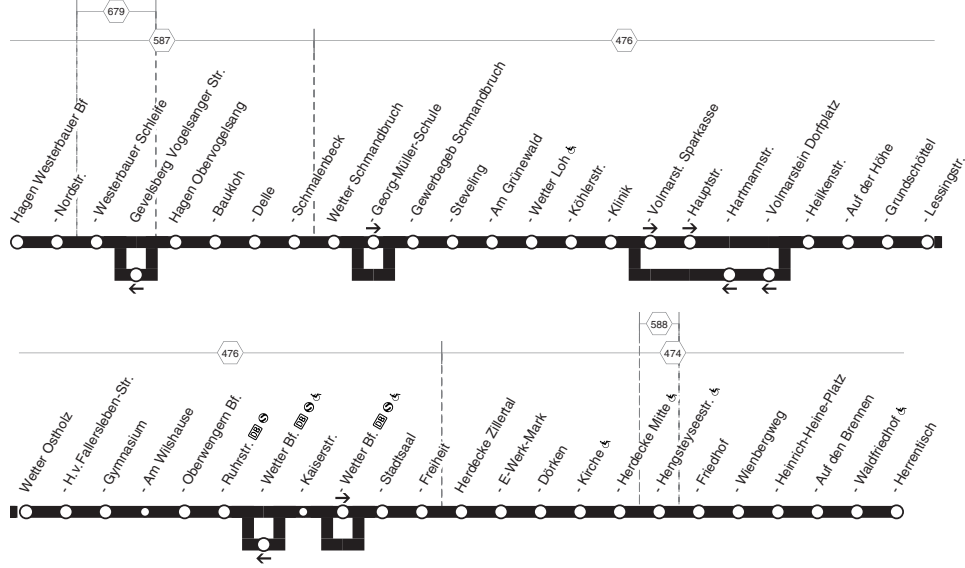 679
587
476
Hagen Westerbauer Bf
- Nordstr.
- Westerbauer Schleife
Gevelsberg Vogelsanger Str.
Hagen Obervogelsang
- Baukloh
- Delle
- Schmalenbeck
Wetter Schmandbruch
- Georg-Müller-Schule
- Gewerbegeb Schmandbruch
- Steveling
- Am Grünewald
- Wetter Loh
- Köhlerstr.
- Klinik
- Volmarst. Sparkasse
- Hauptstr.
- Hartmannstr.
- Volmarstein Dorfplatz
- Heilkenstr.
- Auf der Höhe
- Grundschöttel
- Lessingstr.
588
476
474
Wetter Ostholz
- H.v.Fallersleben-Str.
- Gymnasium
- Am Wilshause
- Oberwengern Bf.
- Ruhrstr. DB S
- Wetter Bf. DB S
- Kaiserstr.
- Wetter Bf. DB S
- Stadtsaal
- Freiheit
Herdecke Zillertal
- E-Werk-Mark
- Dörken
- Kirche
- Herdecke Mitte
- Hengsteyseestr.
- Friedhof
- Wienbergweg
- Heinrich-Heine-Platz
- Auf den Brennen
- Waldfriedhof
- Herrentisch